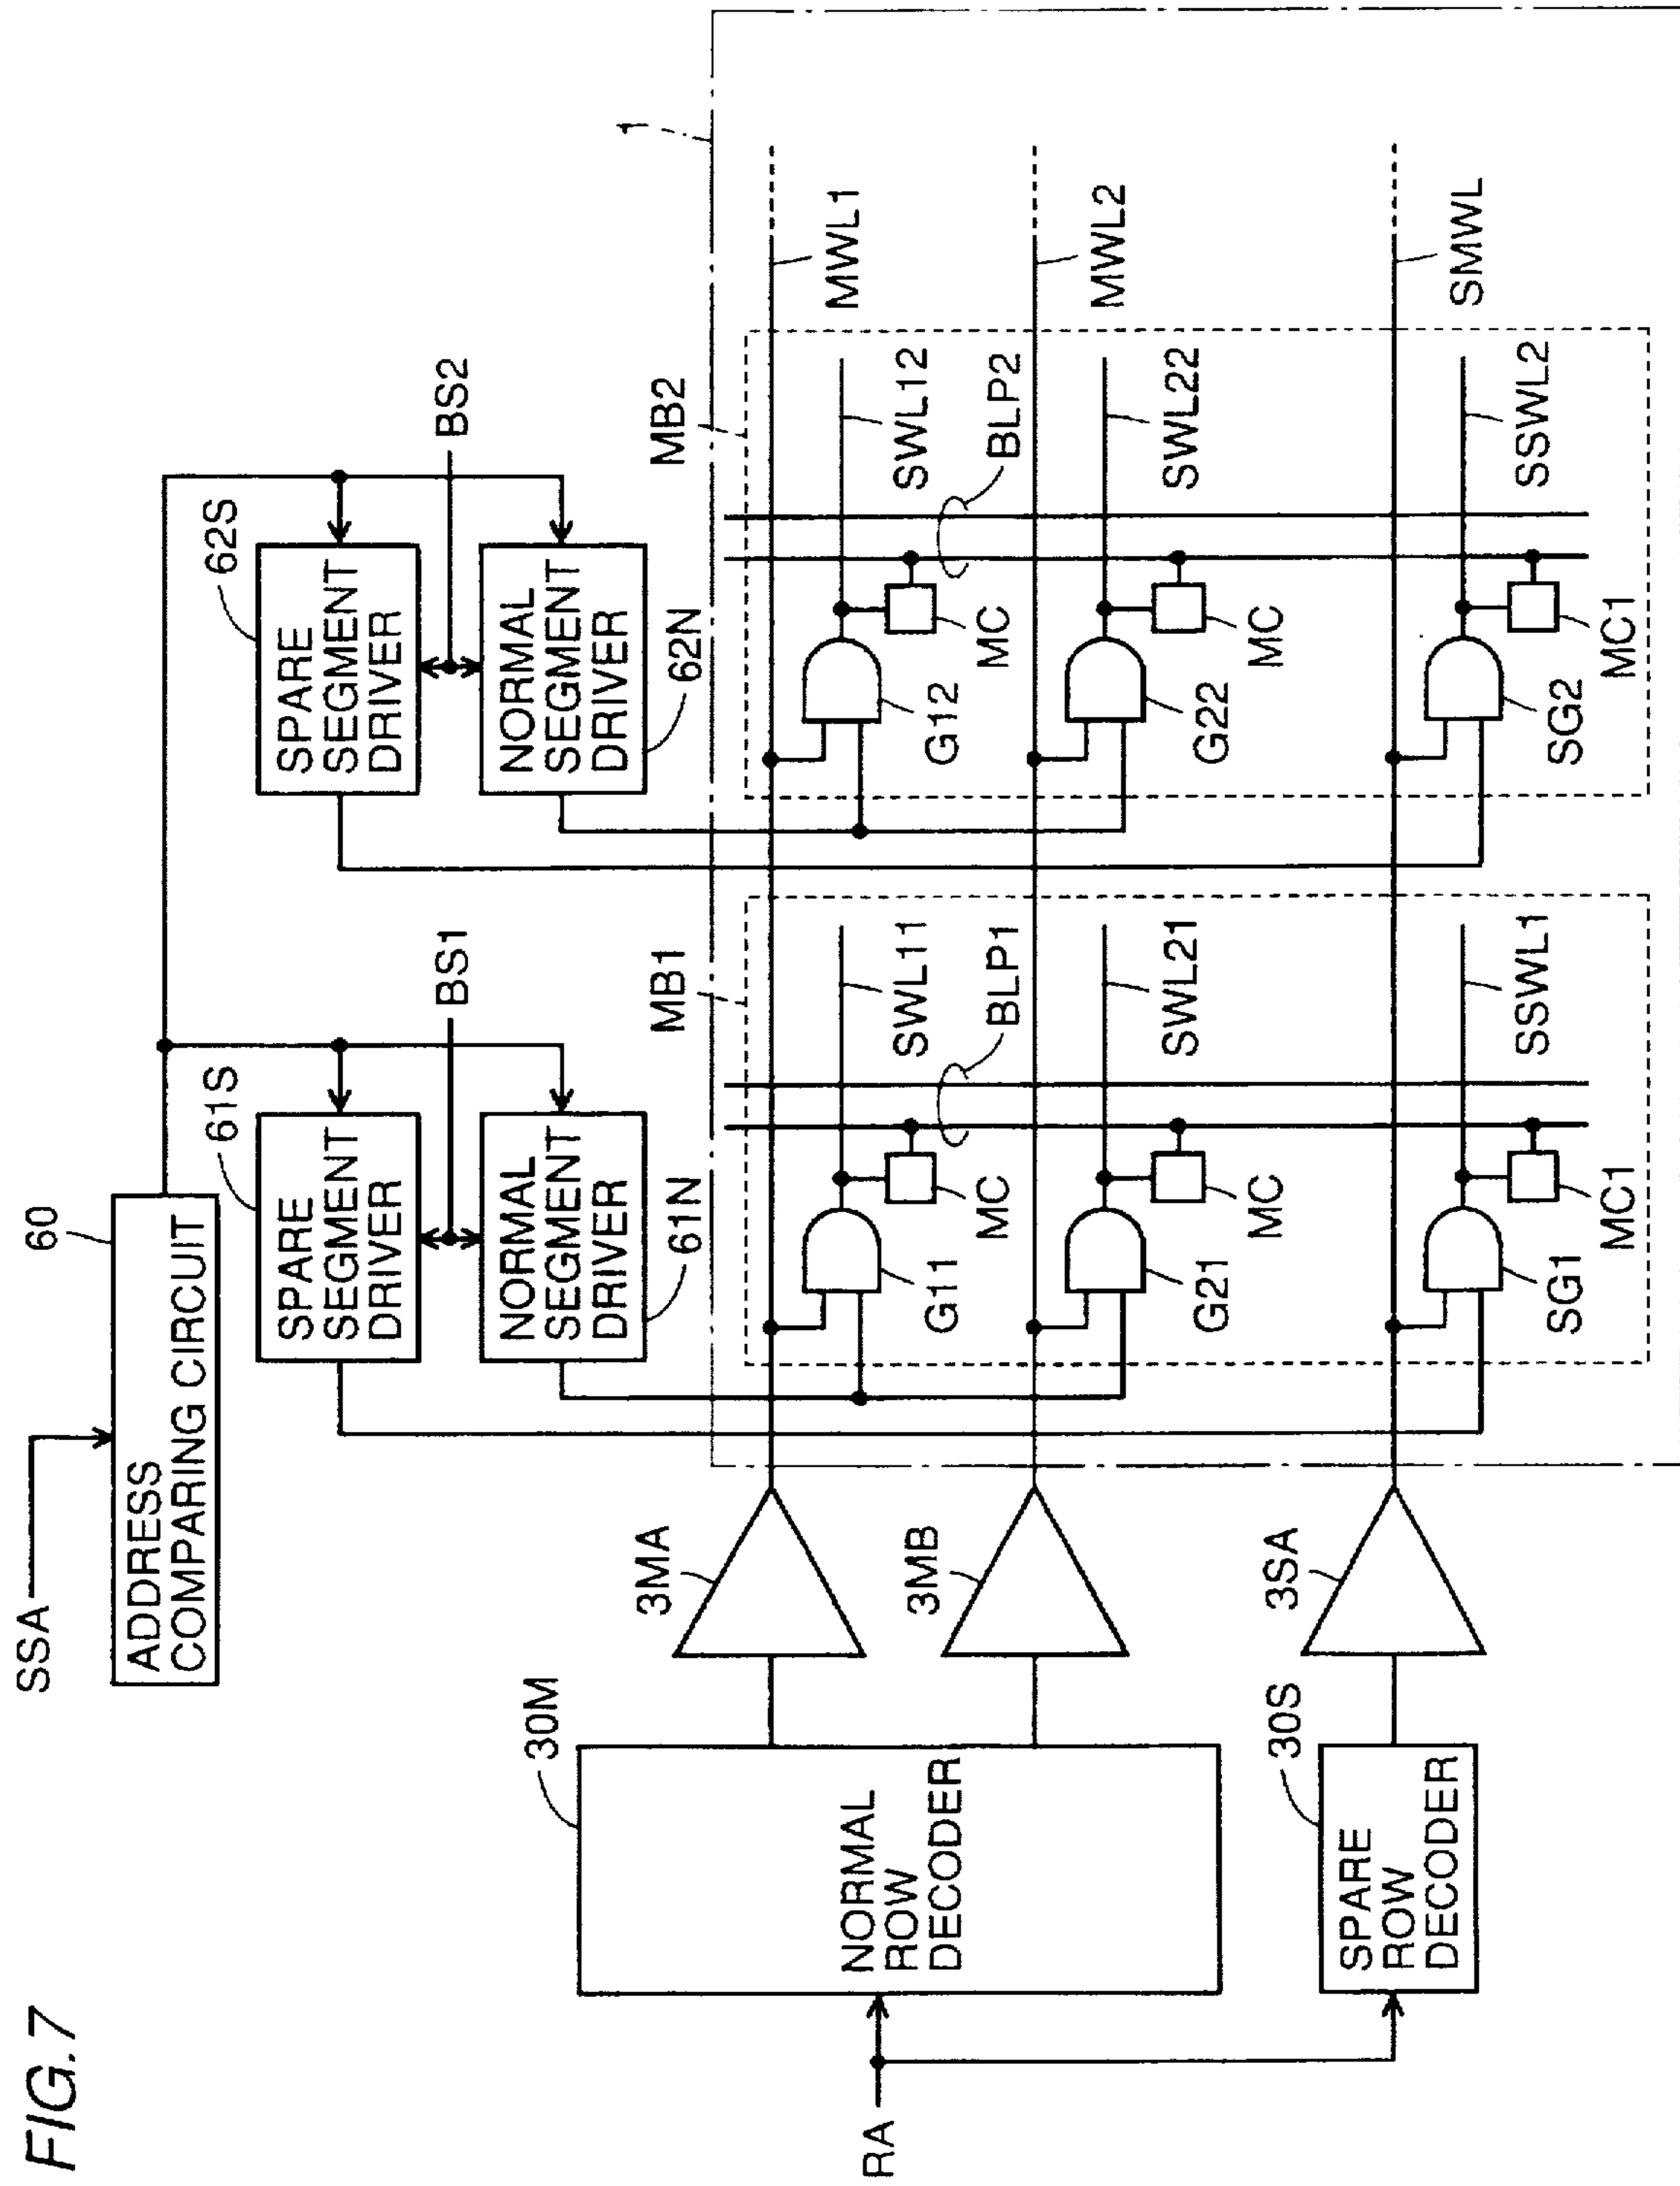 FIG.7
SSA
60
ADDRESS
COMPARING CIRCUIT
61S
SPARE
SEGMENT
DRIVER
62S
SPARE
SEGMENT
DRIVER
BS1
BS2
NORMAL
SEGMENT
DRIVER
61N
NORMAL
SEGMENT
DRIVER
62N
1
MB1
MB2
30M
NORMAL
ROW
DECODER
3MA
MWL1
SWL11
SWL12
G11
MC
G12
MC
BLP1
BLP2
RA
3MB
MWL2
SWL21
SWL22
G21
MC
G22
MC
30S
SPARE
ROW
DECODER
3SA
SMWL
SSWL1
SSWL2
SG1
MC1
SG2
MC1